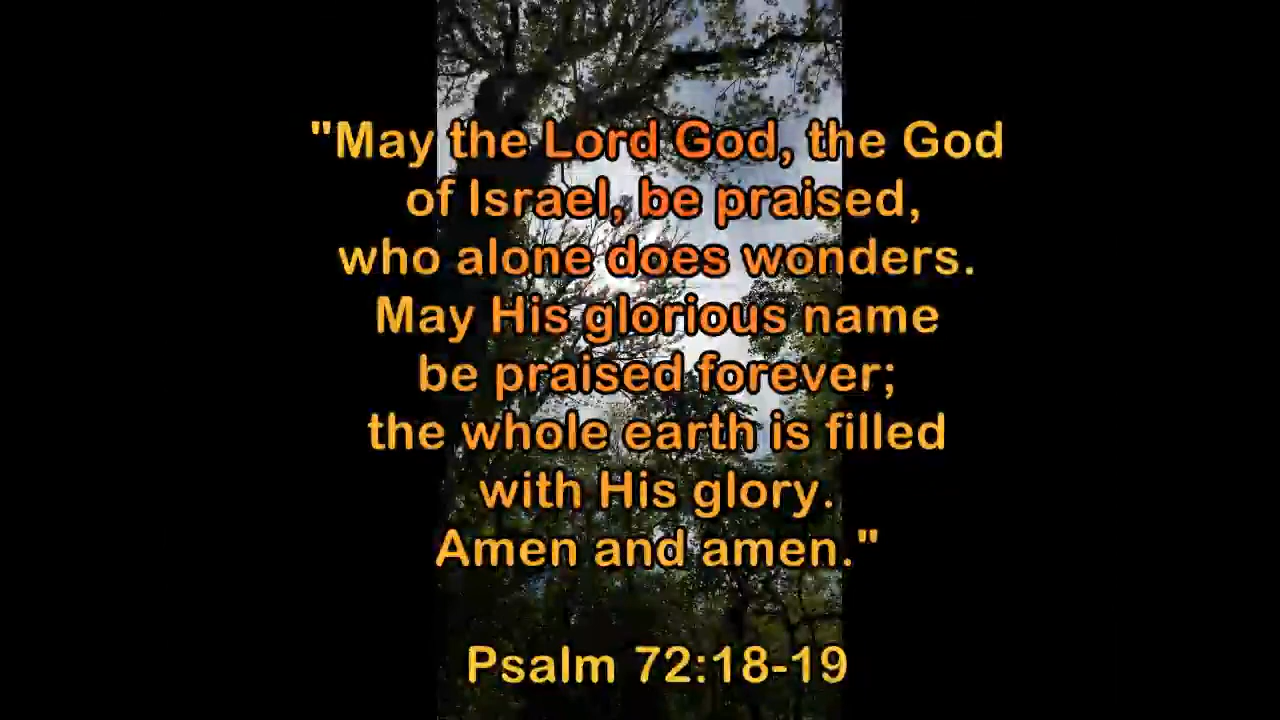 "May the Lord God, the God
of Israel, be praised,
who alone does wonders.
May His glorious name
be praised forever;
the whole earth is filled
with His glory.
Amen and amen."
Psalm 72:18-19